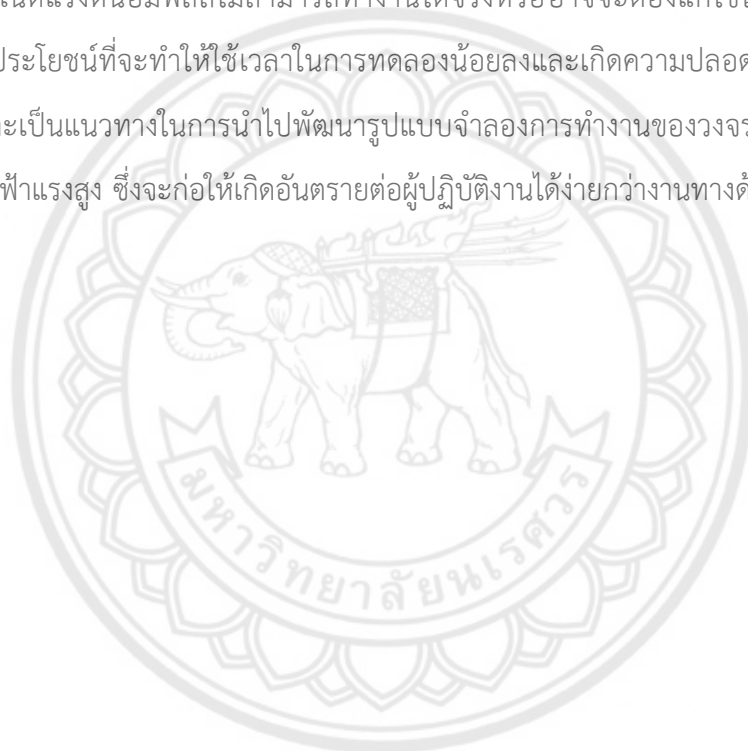 ประโยชน์ที่จะทำให้ใช้เวลาในการทดลองน้อยลงและเกิดความปลอด
ะเป็นแนวทางในการนำไปพัฒนารูปแบบจำลองการทำงานของวงจร
ฟ้าแรงสูง ซึ่งจะก่อให้เกิดอันตรายต่อผู้ปฏิบัติงานได้ง่ายกว่างานทางด้
มหาวิทยาลัยนเรศวร